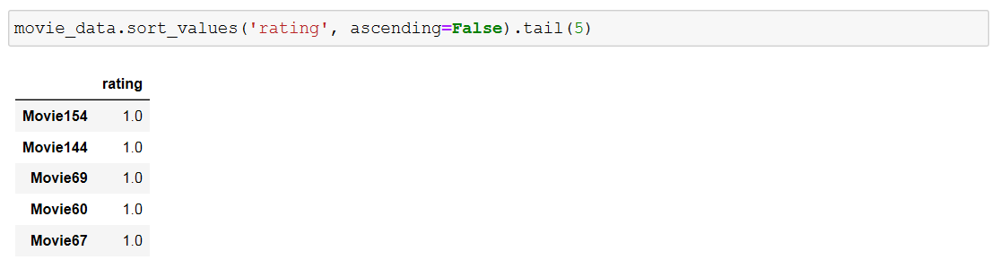 movie_data.sort_values('rating', ascending=False).tail(5)
rating
Movie154 1.0
Movie144 1.0
Movie69 1.0
Movie60 1.0
Movie67 1.0